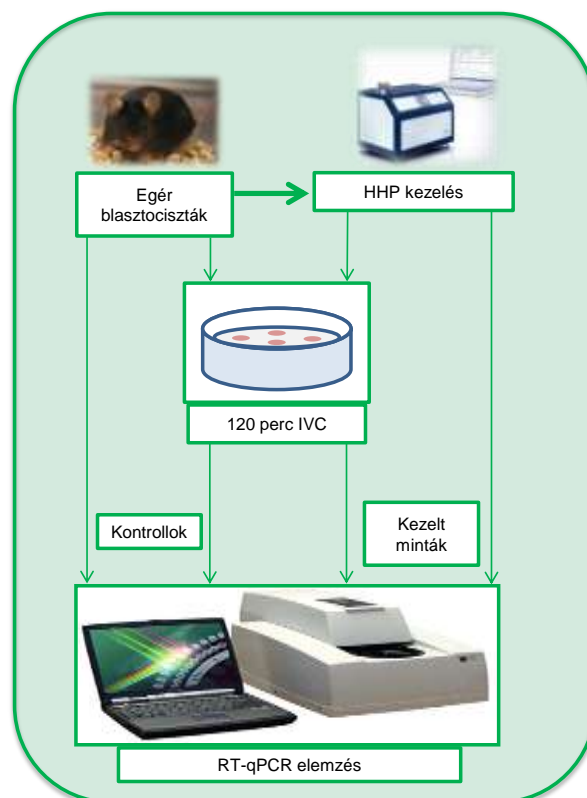 Egér
blasztociszták
HHP kezelés
120 perc IVC
Kontrollok
Kezelt
minták
RT-qPCR elemzés